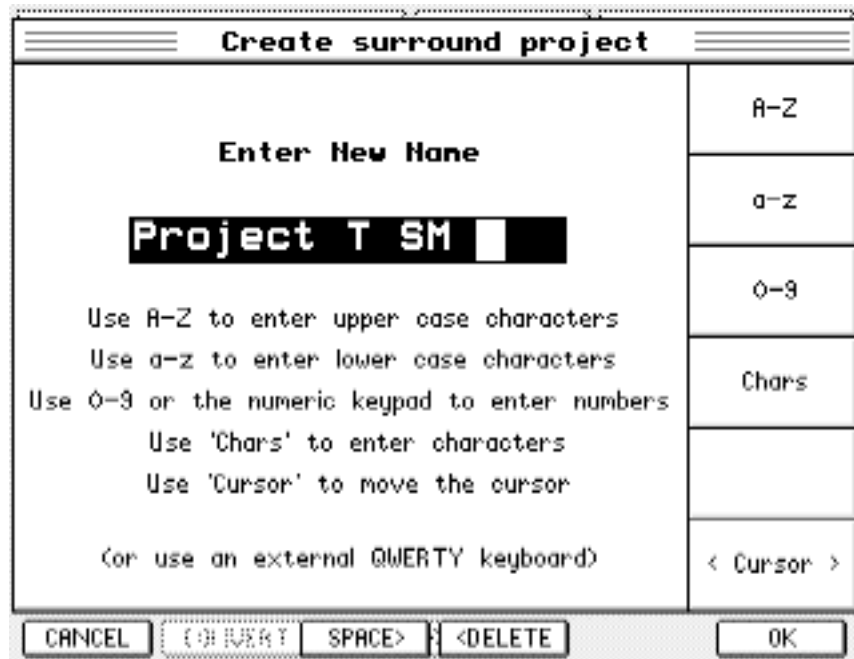 Create surround project
Enter New Name
Project T SM
Use A-Z to enter upper case characters
Use a-z to enter lower case characters
Use 0-9 or the numeric keypad to enter numbers
Use 'Chars' to enter characters
Use 'Cursor' to move the cursor
(or use an external QWERTY keyboard)
A-Z
a-z
0-9
Chars
< Cursor >
CANCEL
CONVERT
SPACE>
<DELETE
OK